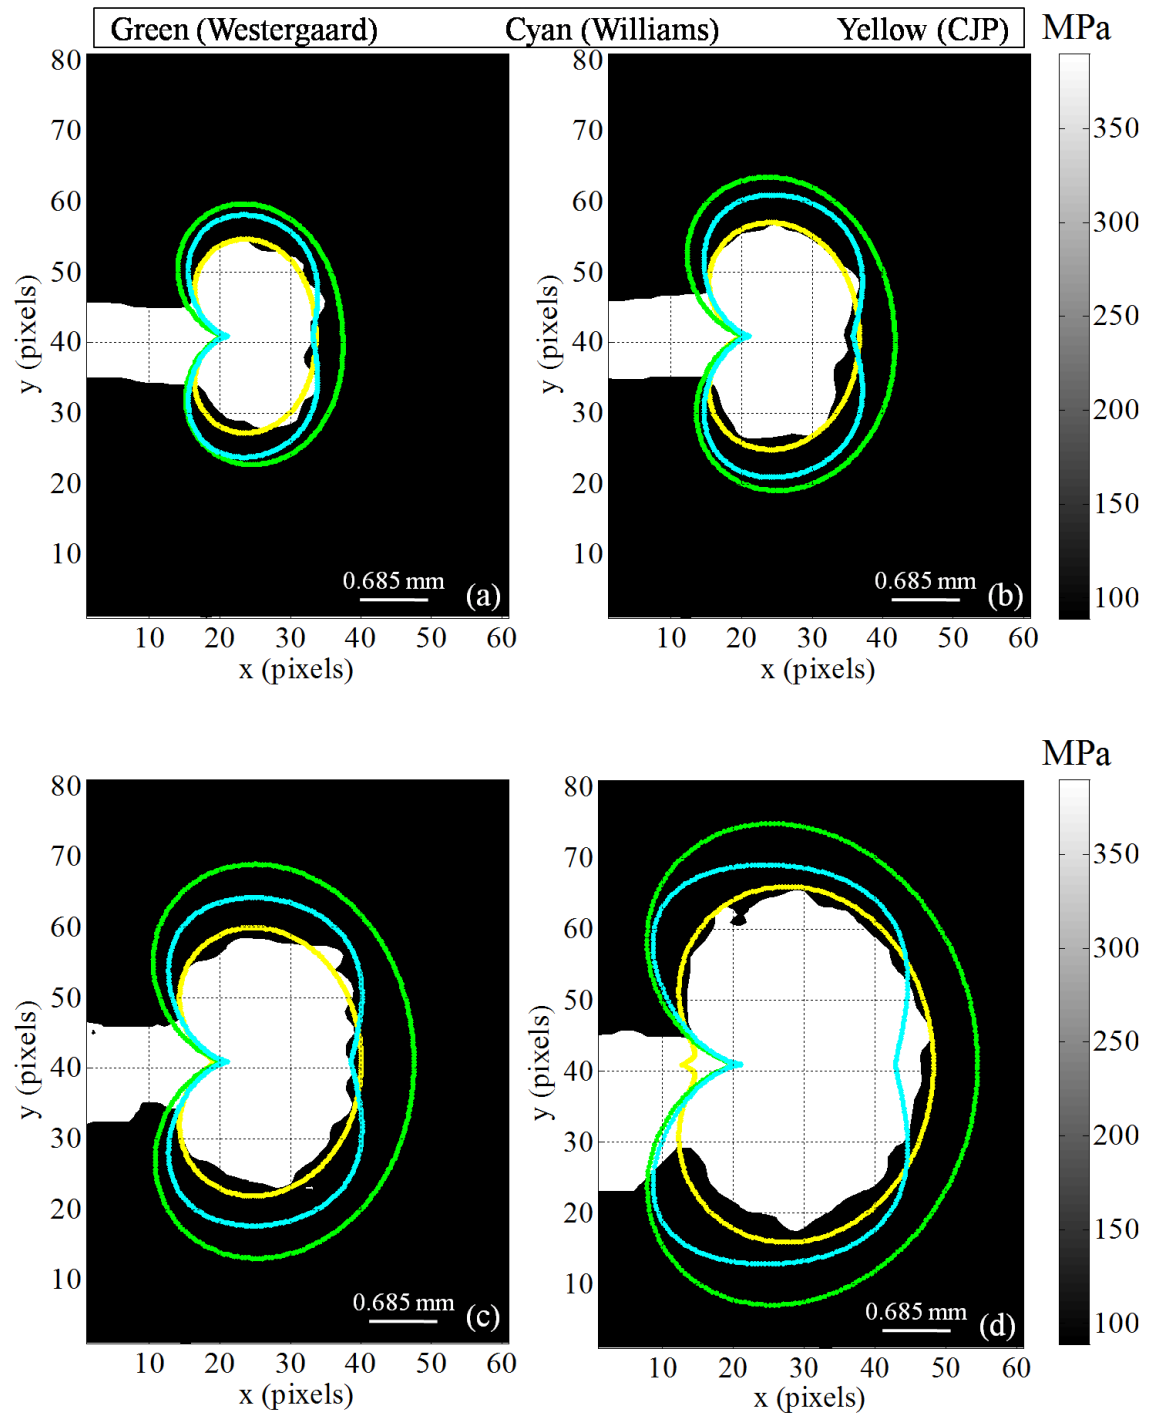 Green (Westergaard) Cyan (Williams) Yellow (CJP) MPa
80 80
70 70 350
60 60 300
50 50 250
y (pixels) 40 y (pixels) 40
30 30 200
20 20 150
10 0.685 mm (a) 10 0.685 mm (b) 100
10 20 30 40 50 60 10 20 30 40 50 60
x (pixels) x (pixels)
MPa
80 80
70 70 350
60 60 300
50 50 250
y (pixels) 40 y (pixels) 40
30 30 200
20 20 150
10 0.685 mm (c) 10 0.685 mm (d) 100
10 20 30 40 50 60 10 20 30 40 50 60
x (pixels) x (pixels)